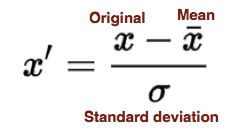 Original Mean
x′ = (x − x̄) / σ
Standard deviation